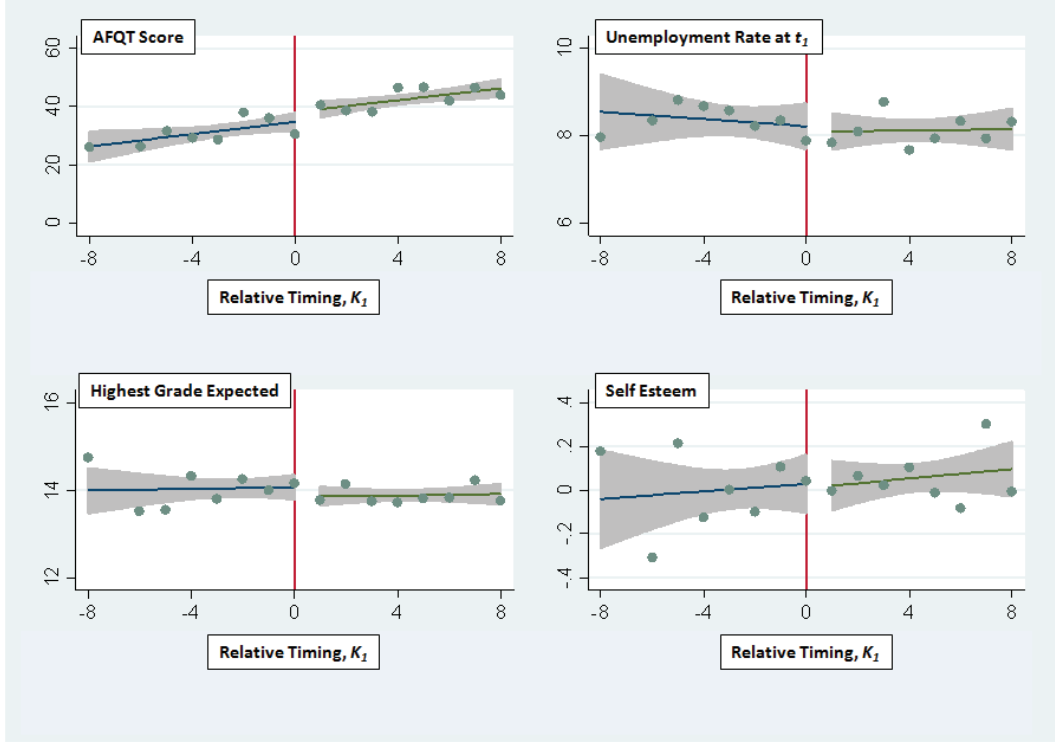 AFQT Score
60
40
20
0
-8 -4 0 4 8
Relative Timing, K1
Unemployment Rate at t1
10
8
6
-8 -4 0 4 8
Relative Timing, K1
Highest Grade Expected
16
14
12
-8 -4 0 4 8
Relative Timing, K1
Self Esteem
.4
.2
0
-.2
-.4
-8 -4 0 4 8
Relative Timing, K1